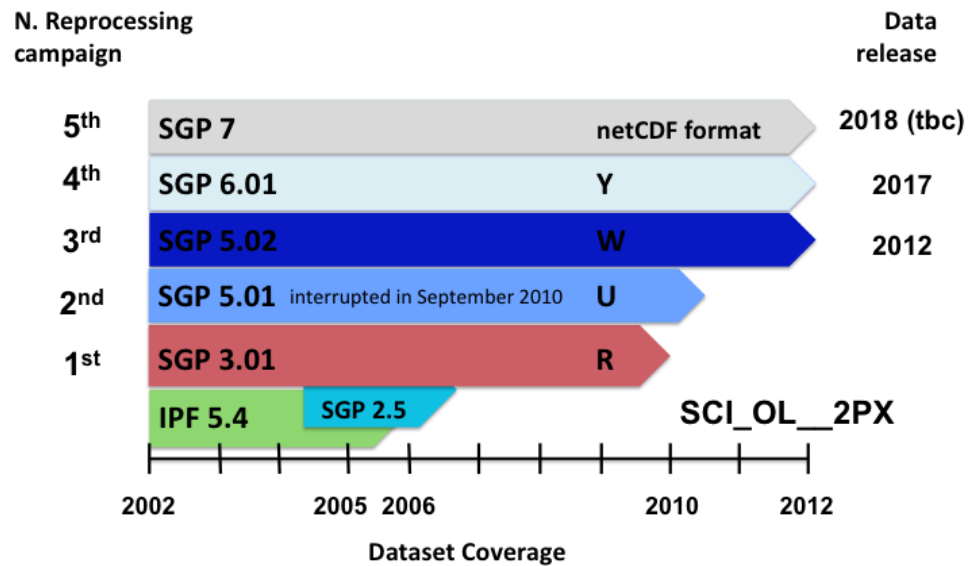 N. Reprocessing campaign
Data release
5th SGP 7 netCDF format 2018 (tbc)
4th SGP 6.01 Y 2017
3rd SGP 5.02 W 2012
2nd SGP 5.01 interrupted in September 2010 U
1st SGP 3.01 R
IPF 5.4 SGP 2.5 SCI_OL__2PX
2002 2005 2006 2010 2012
Dataset Coverage